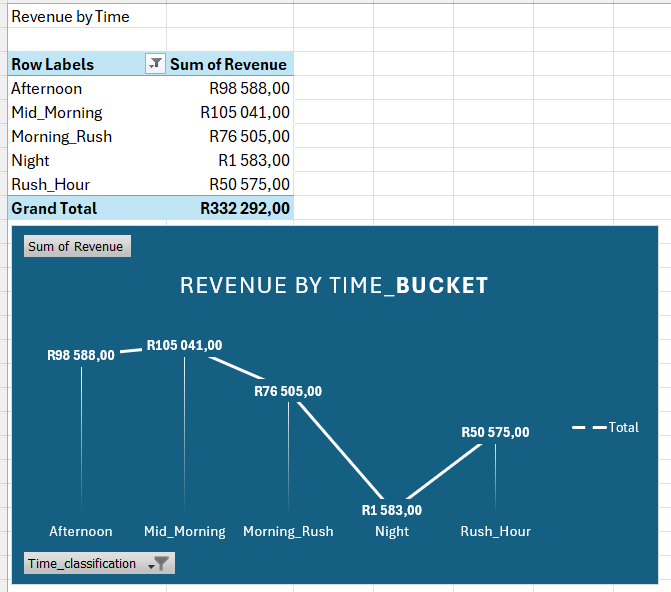 Revenue by Time
Row Labels Sum of Revenue
Afternoon R98 588,00
Mid_Morning R105 041,00
Morning_Rush R76 505,00
Night R1 583,00
Rush_Hour R50 575,00
Grand Total R332 292,00
Sum of Revenue
REVENUE BY TIME_BUCKET
R98 588,00 R105 041,00
R76 505,00
R50 575,00
Total
R1 583,00
Afternoon Mid_Morning Morning_Rush Night Rush_Hour
Time_classification